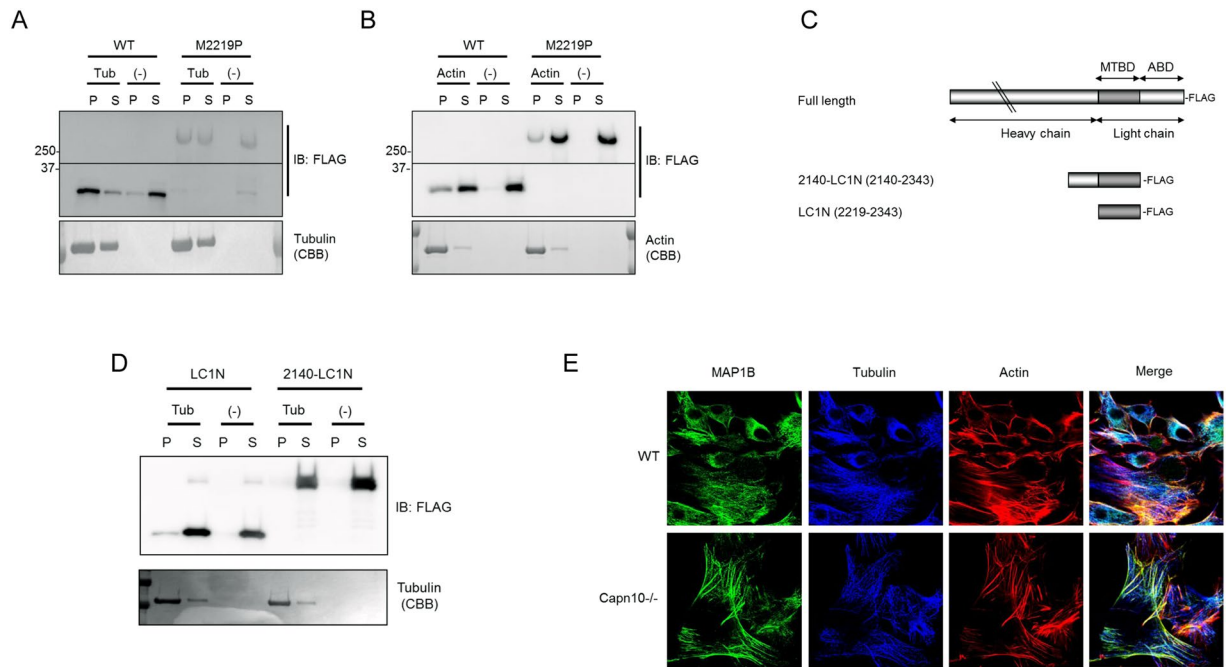 A
WT
M2219P
Tub
(-)
Tub
(-)
P S P S P S P S
250-
37-
IB: FLAG
Tubulin
(CBB)
B
WT
M2219P
Actin
(-)
Actin
(-)
P S P S P S P S
250-
37-
IB: FLAG
Actin
(CBB)
C
MTBD ABD
Full length
-FLAG
Heavy chain
Light chain
2140-LC1N (2140-2343)
-FLAG
LC1N (2219-2343)
-FLAG
D
LC1N
2140-LC1N
Tub
(-)
Tub
(-)
P S P S P S P S
IB: FLAG
Tubulin
(CBB)
E
MAP1B Tubulin Actin Merge
WT
Capn10-/-